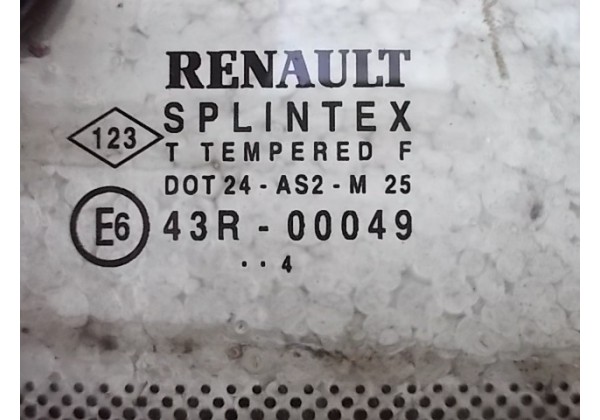 RENAULT
SPLINTEX
123
T TEMPERED F
DOT 24 - AS2 - M 25
E6 43R - 00049
· · 4